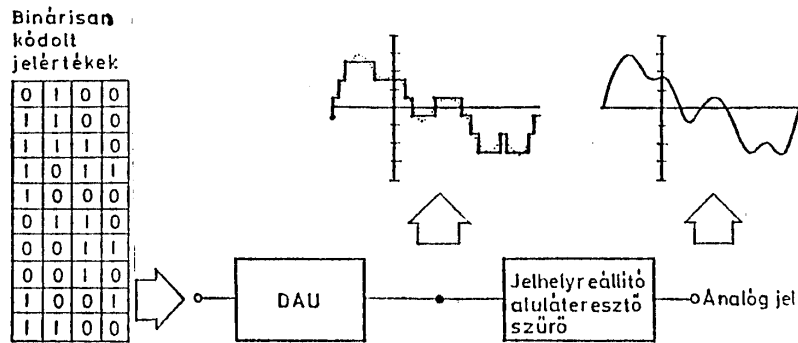 Binárisan
kódolt
jelértékek
0 1 0 0
1 1 0 0
1 1 1 0
1 0 1 1
1 0 0 0
0 1 1 0
0 0 1 1
0 0 1 0
1 0 0 1
1 1 0 0
DAU
Jelhelyreállító
aluláteresztő
szűrő
Analóg jel